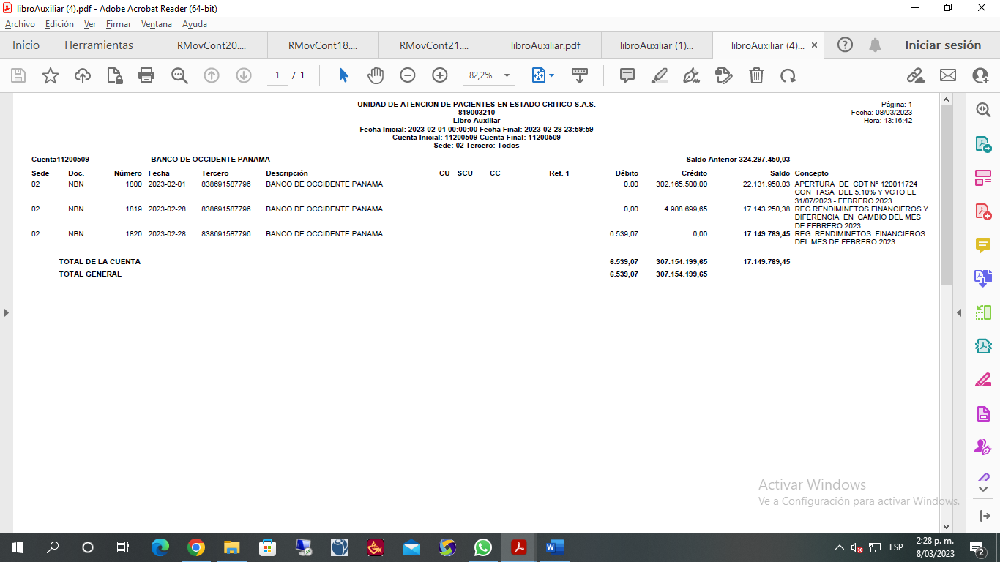 libroAuxiliar (4).pdf - Adobe Acrobat Reader (64-bit)
Archivo Edición Ver Firmar Ventana Ayuda
Inicio Herramientas RMovCont20.... RMovCont18.... RMovCont21.... libroAuxiliar.pdf libroAuxiliar (1)... libroAuxiliar (4)... × Iniciar sesión
1 / 1 82,2%
UNIDAD DE ATENCION DE PACIENTES EN ESTADO CRITICO S.A.S. Página: 1
819003210 Fecha: 08/03/2023
Libro Auxiliar Hora: 13:16:42
Fecha Inicial: 2023-02-01 00:00:00 Fecha Final: 2023-02-28 23:59:59
Cuenta Inicial: 11200509 Cuenta Final: 11200509
Sede: 02 Tercero: Todos
Cuenta11200509 BANCO DE OCCIDENTE PANAMA Saldo Anterior 324.297.450,03
Sede Doc. Número Fecha Tercero Descripción CU SCU CC Ref. 1 Débito Crédito Saldo Concepto
02 NBN 1800 2023-02-01 838691587796 BANCO DE OCCIDENTE PANAMA 0,00 302.165.500,00 22.131.950,03 APERTURA DE CDT N° 120011724
CON TASA DEL 5.10% Y VCTO EL
31/07/2023 - FEBRERO 2023
02 NBN 1819 2023-02-28 838691587796 BANCO DE OCCIDENTE PANAMA 0,00 4.988.699,65 17.143.250,38 REG RENDIMINETOS FINANCIEROS Y
DIFERENCIA EN CAMBIO DEL MES
DE FEBRERO 2023
02 NBN 1820 2023-02-28 838691587796 BANCO DE OCCIDENTE PANAMA 6.539,07 0,00 17.149.789,45 REG RENDIMINETOS FINANCIEROS
DEL MES DE FEBRERO 2023
TOTAL DE LA CUENTA 6.539,07 307.154.199,65 17.149.789,45
TOTAL GENERAL 6.539,07 307.154.199,65
Activar Windows
Ve a Configuración para activar Windows.
ESP 2:28 p. m.
8/03/2023 2